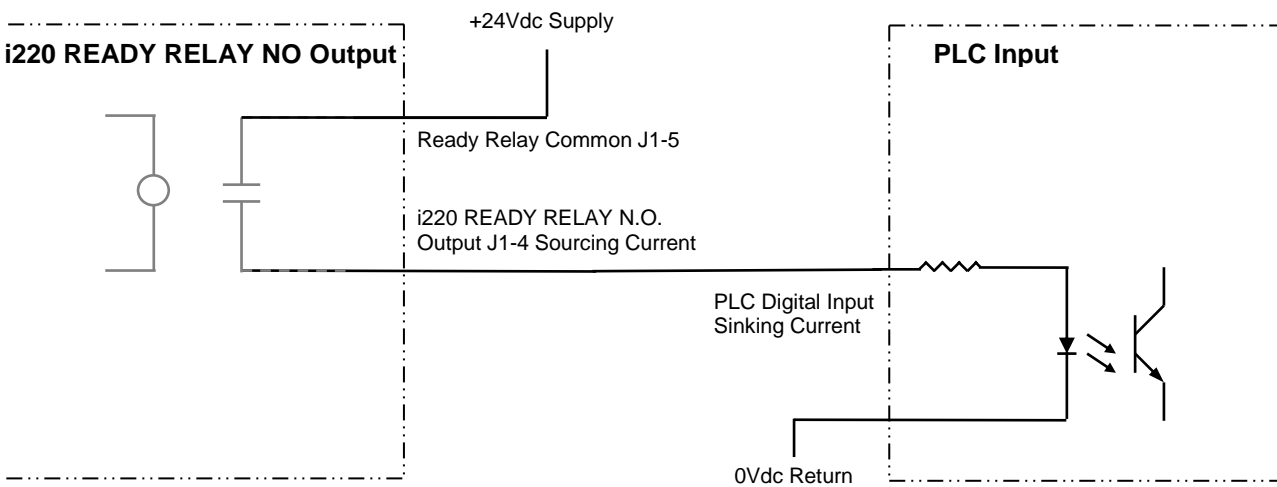 +24Vdc Supply
i220 READY RELAY NO Output
PLC Input
Ready Relay Common J1-5
i220 READY RELAY N.O.
Output J1-4 Sourcing Current
PLC Digital Input
Sinking Current
0Vdc Return